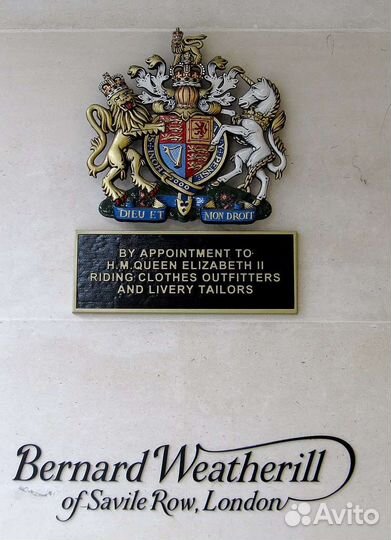 HONI SOIT QUI MAL Y PENSE
DIEU ET MON DROIT
BY APPOINTMENT TO
H.M.QUEEN ELIZABETH II
RIDING CLOTHES OUTFITTERS
AND LIVERY TAILORS
Bernard Weatherill
of Savile Row, London
Avito